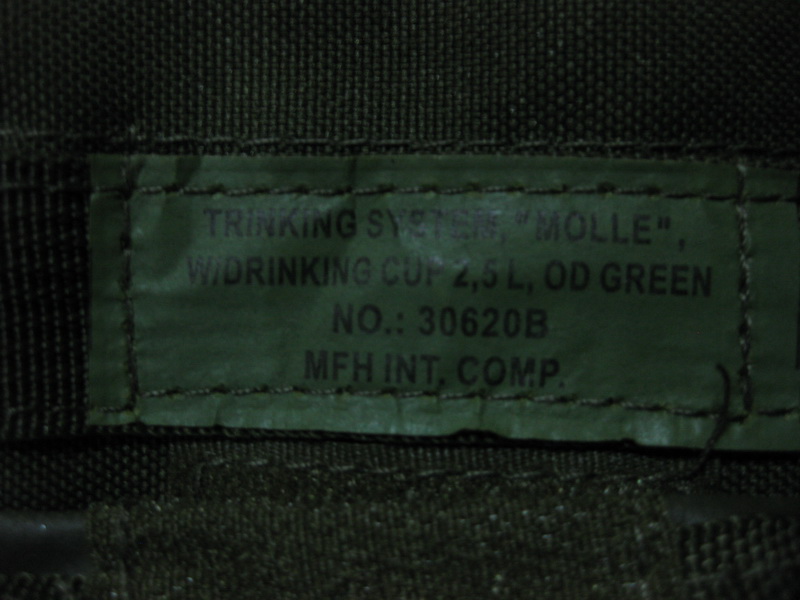 TRINKING SYSTEM, "MOLLE",
W/DRINKING CUP 2,5 L, OD GREEN
NO.: 30620B
MFH INT. COMP.